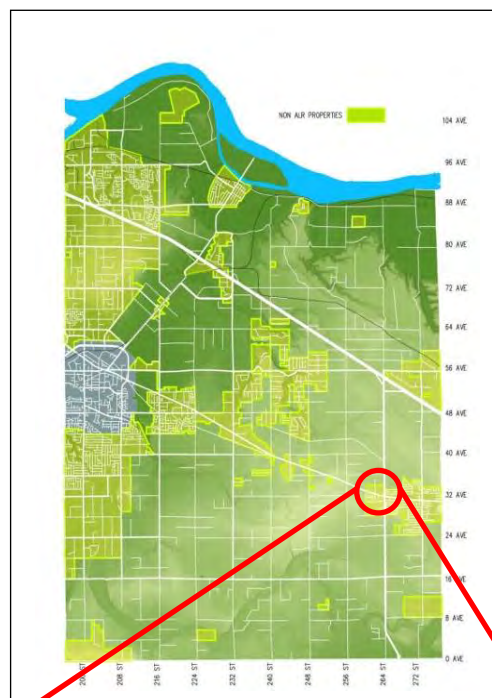 NON ALR PROPERTIES
104 AVE
96 AVE
88 AVE
80 AVE
72 AVE
64 AVE
56 AVE
48 AVE
40 AVE
32 AVE
24 AVE
16 AVE
8 AVE
0 AVE
200 ST
208 ST
216 ST
224 ST
232 ST
240 ST
248 ST
256 ST
264 ST
272 ST